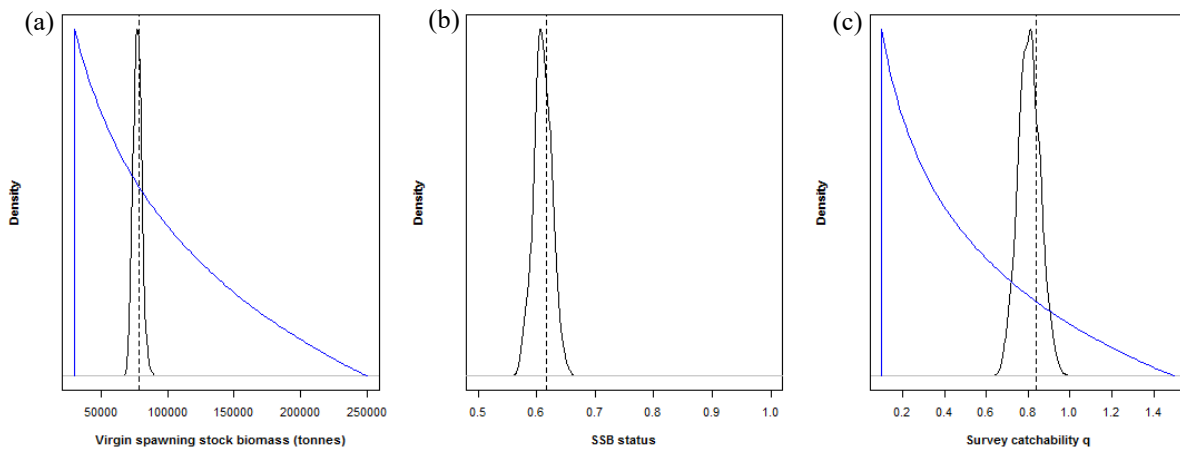 (a)
Density
50000 100000 150000 200000 250000
Virgin spawning stock biomass (tonnes)
(b)
Density
0.5 0.6 0.7 0.8 0.9 1.0
SSB status
(c)
Density
0.2 0.4 0.6 0.8 1.0 1.2 1.4
Survey catchability q